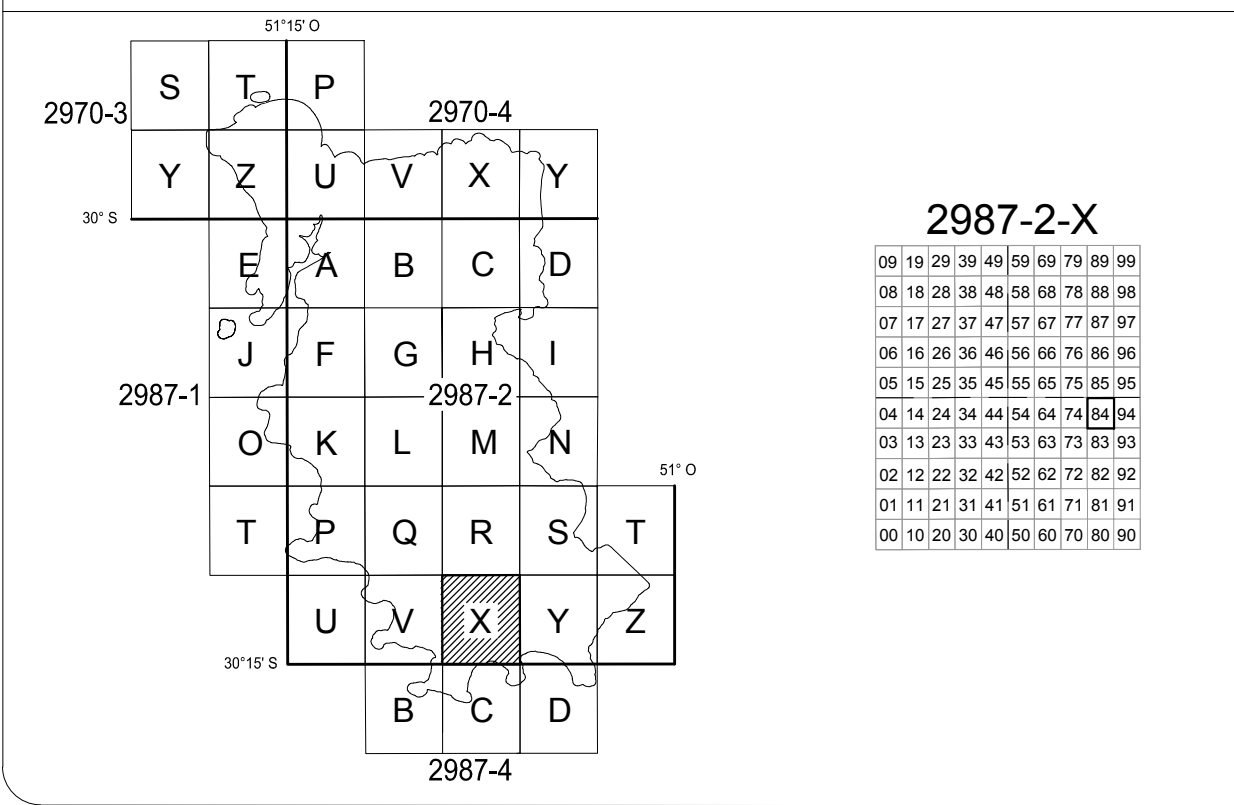 51°15' O
S T P
2970-3 2970-4
Y Z U V X Y
30° S
E A B C D
J F G H I
2987-1 2987-2
O K L M N
51° O
T P Q R S T
U V X Y Z
30°15' S
B C D
2987-4
2987-2-X
09 19 29 39 49 59 69 79 89 99
08 18 28 38 48 58 68 78 88 98
07 17 27 37 47 57 67 77 87 97
06 16 26 36 46 56 66 76 86 96
05 15 25 35 45 55 65 75 85 95
04 14 24 34 44 54 64 74 84 94
03 13 23 33 43 53 63 73 83 93
02 12 22 32 42 52 62 72 82 92
01 11 21 31 41 51 61 71 81 91
00 10 20 30 40 50 60 70 80 90